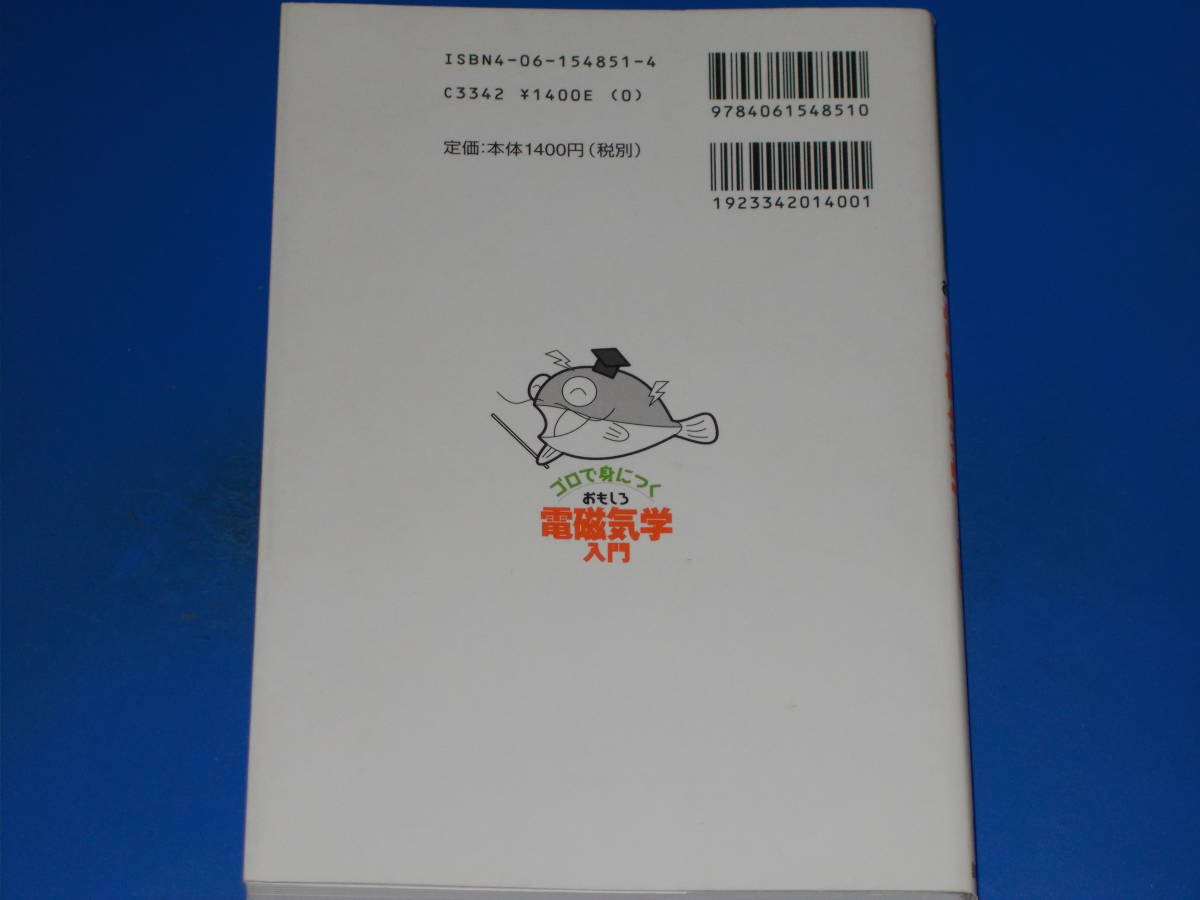 ISBN4-06-154851-4
C3342 ¥1400E (0)
定価:本体1400円(税別)
9784061548510
1923342014001
ゴロで身につく
おもしろ
電磁気学
入門